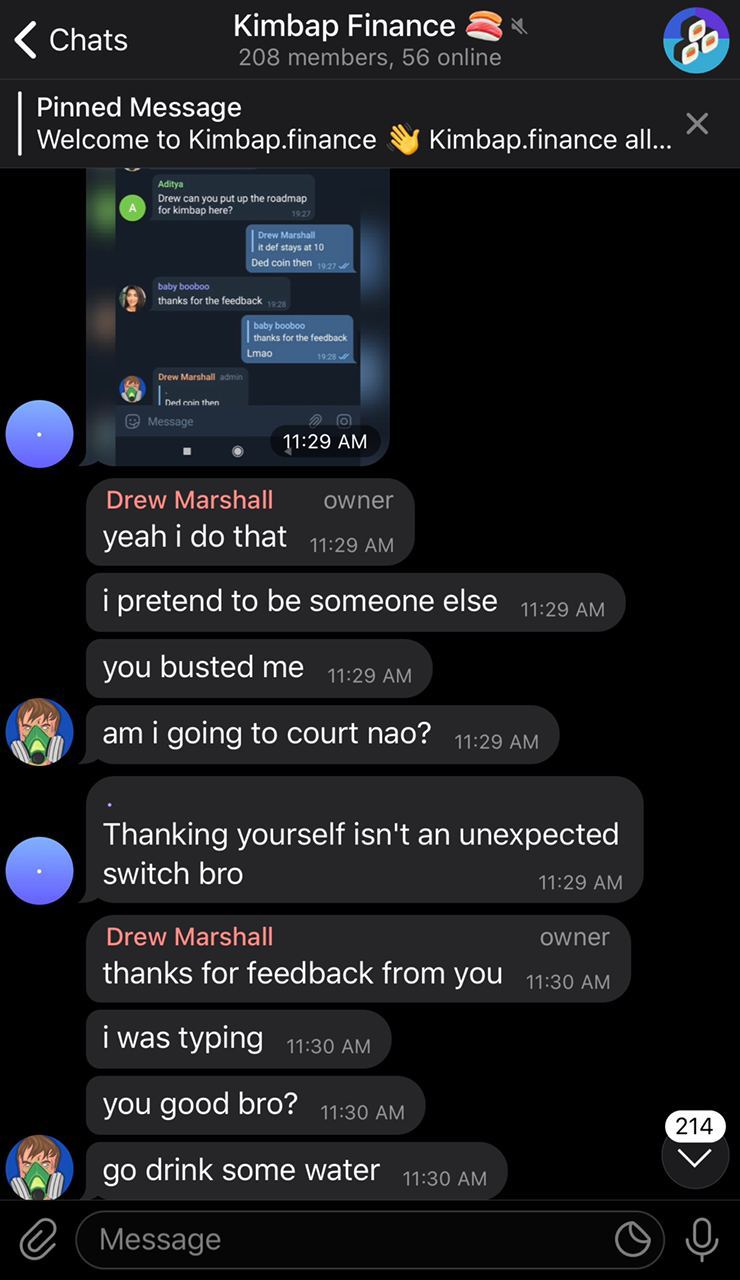 Chats
Kimbap Finance 🍣
208 members, 56 online
Pinned Message
Welcome to Kimbap.finance 👋 Kimbap.finance all...
Aditya
A
Drew can you put up the roadmap
for kimbap here?
19:27
Drew Marshall
it def stays at 10
Ded coin then 19:27
baby booboo
thanks for the feedback 19:28
baby booboo
thanks for the feedback
Lmao 19:28
Drew Marshall admin
.
Ded coin then
Message
11:29 AM
Drew Marshall owner
yeah i do that 11:29 AM
i pretend to be someone else 11:29 AM
you busted me 11:29 AM
am i going to court nao? 11:29 AM
.
Thanking yourself isn't an unexpected
switch bro 11:29 AM
Drew Marshall owner
thanks for feedback from you 11:30 AM
i was typing 11:30 AM
you good bro? 11:30 AM
214
go drink some water 11:30 AM
Message